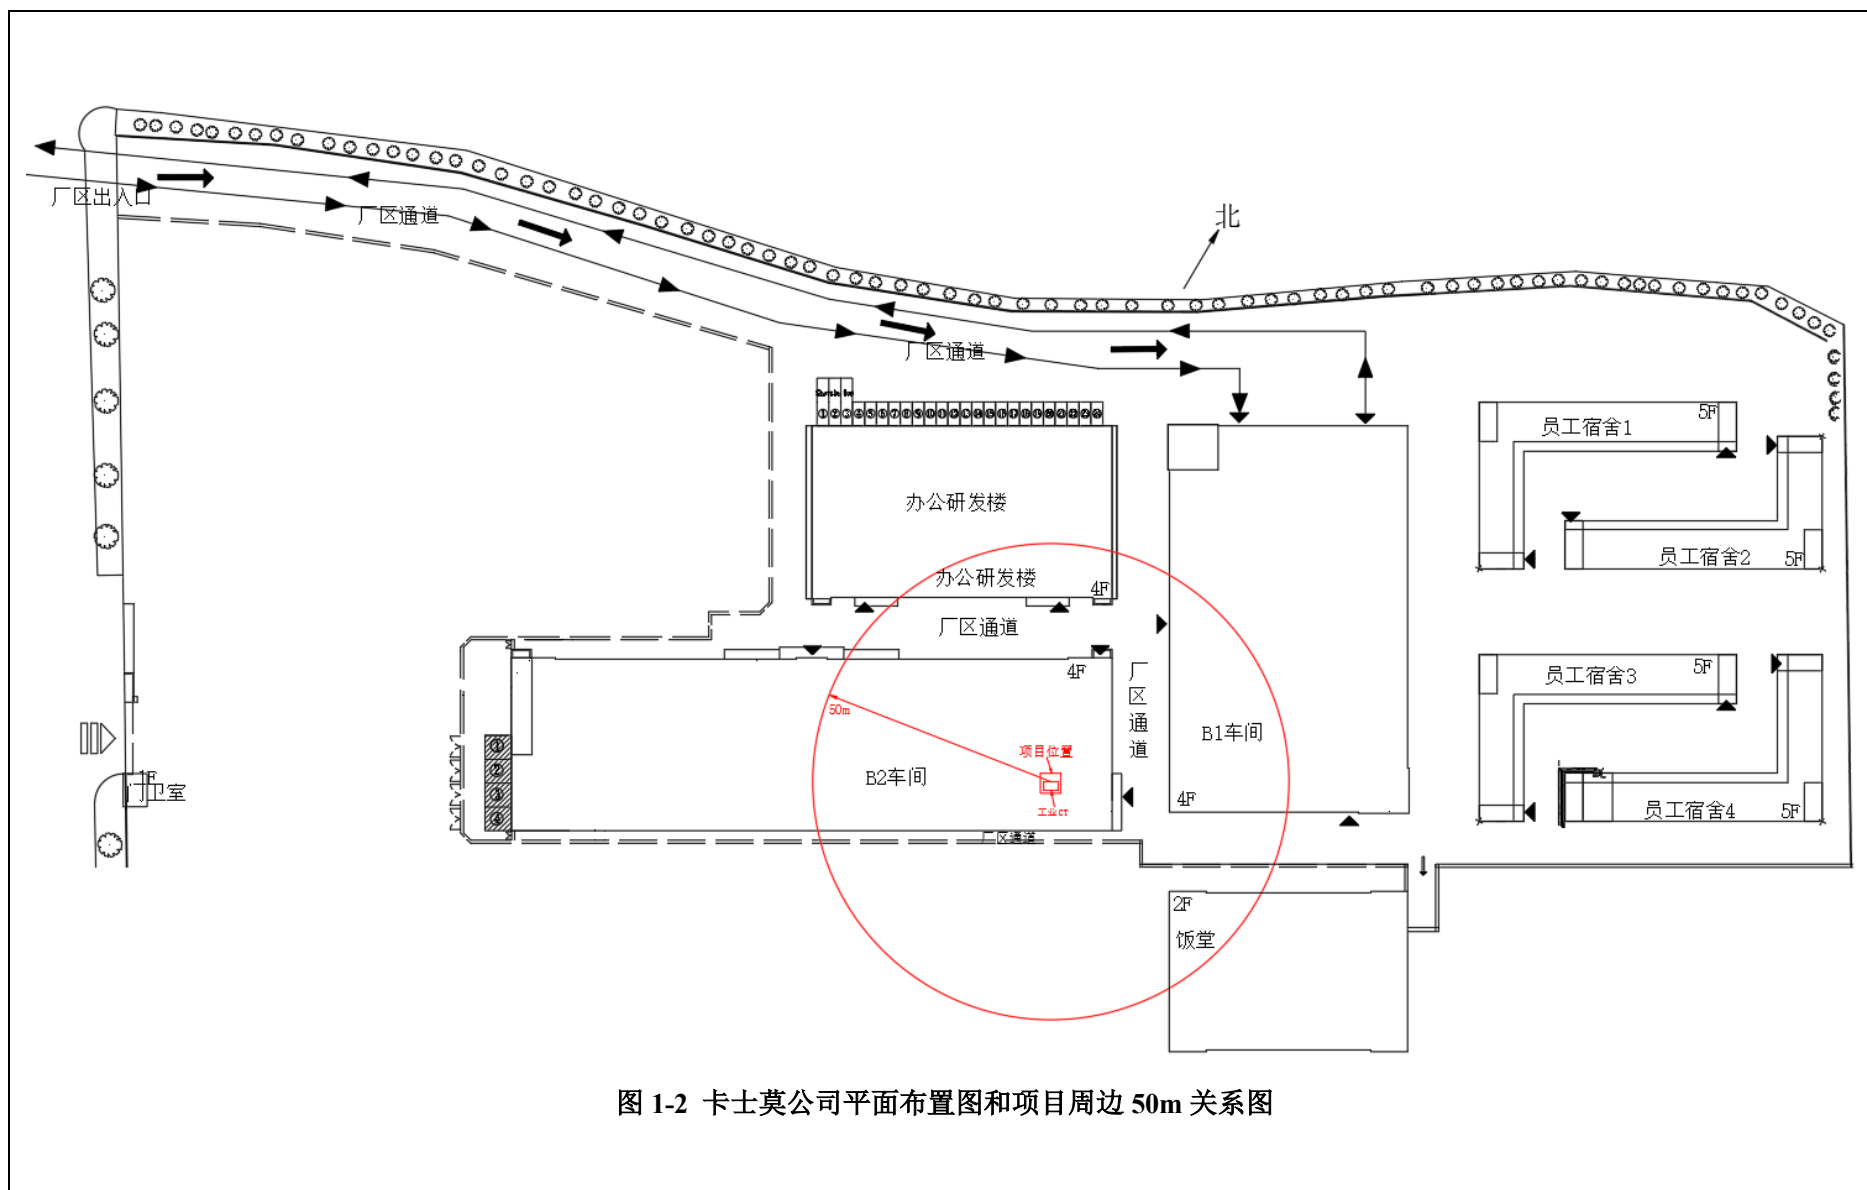 北
厂区出入口
厂区通道
厂区通道
①②③④⑤⑥⑦⑧⑨⑩⑪⑫⑬⑭⑮⑯⑰⑱⑲⑳㉑㉒㉓㉔
办公研发楼
办公研发楼
4F
厂区通道
员工宿舍1
5F
员工宿舍2
5F
员工宿舍3
5F
员工宿舍4
5F
4F
厂区通道
50m
项目位置
工业CT
B2车间
B1车间
4F
①
②
③
④
1F
门卫室
厂区通道
2F
饭堂
图 1-2 卡士莫公司平面布置图和项目周边 50m 关系图